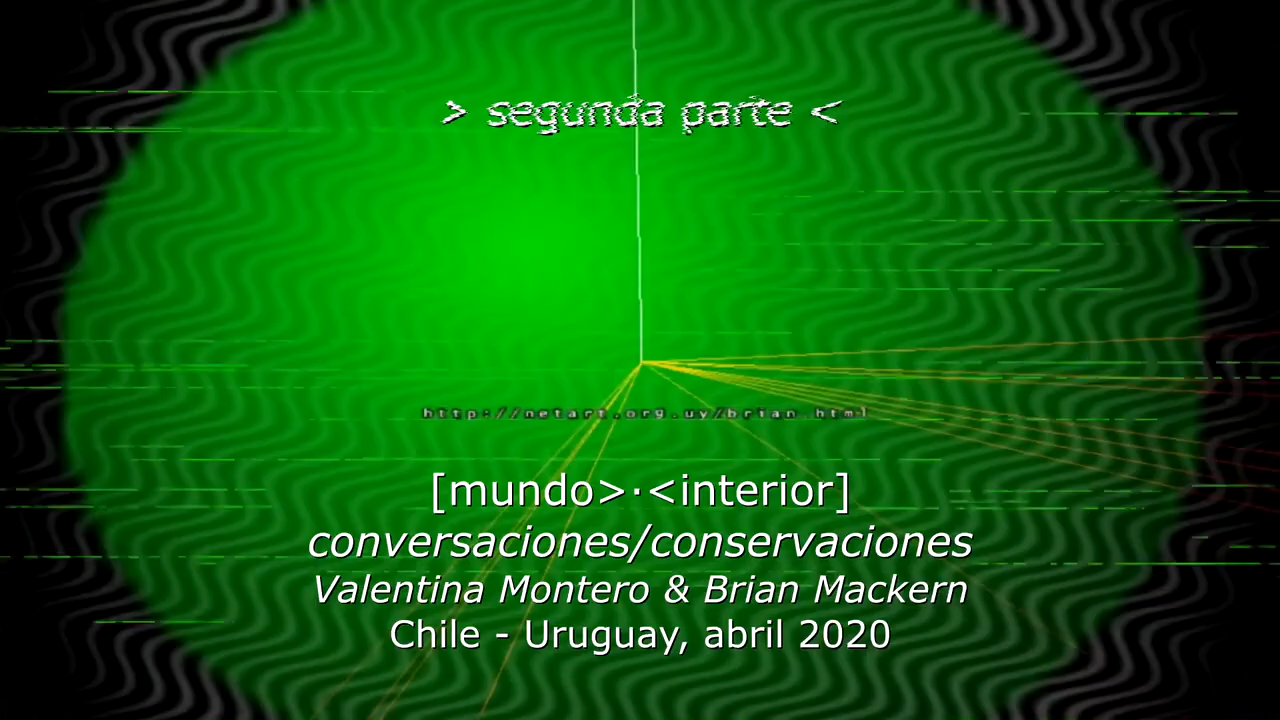 > segunda parte <
http://netart.org.uy/brian.html
[mundo>·<interior]
conversaciones/conservaciones
Valentina Montero & Brian Mackern
Chile - Uruguay, abril 2020